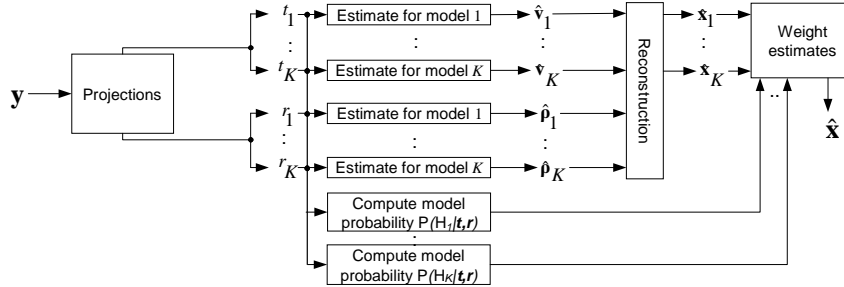 y
Projections
t1
⋮
tK
r1
⋮
rK
Estimate for model 1
⋮
Estimate for model K
Estimate for model 1
⋮
Estimate for model K
Compute model
probability P(H1|t,r)
⋮
Compute model
probability P(HK|t,r)
v̂1
⋮
v̂K
ρ̂1
⋮
ρ̂K
Reconstruction
x̂1
⋮
x̂K
Weight
estimates
..
x̂